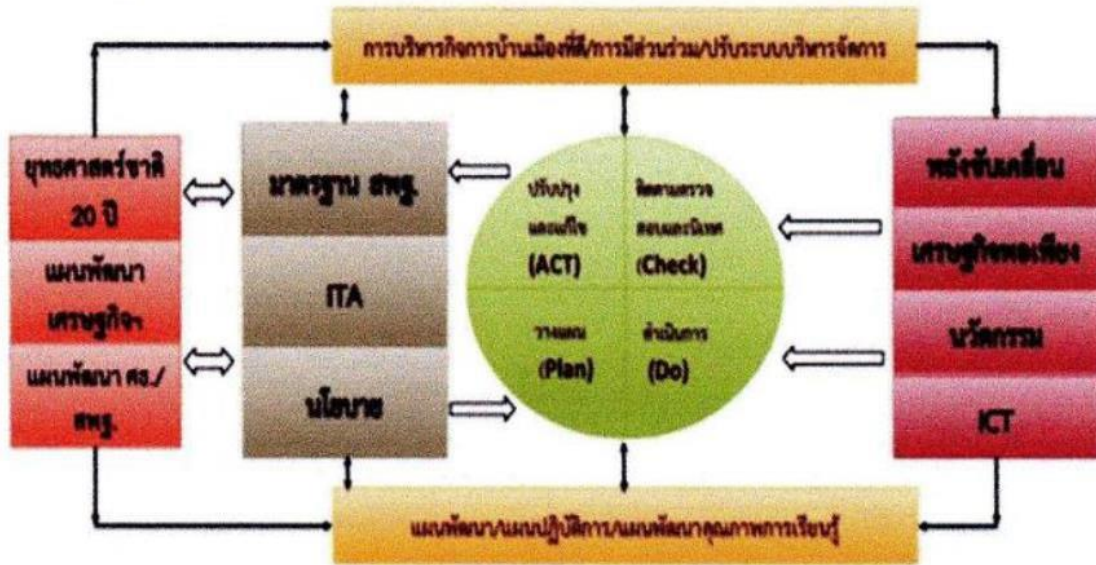 การบริหารกิจการบ้านเมืองที่ดี/การมีส่วนร่วม/ปรับระบบบริหารจัดการ
ยุทธศาสตร์ชาติ
20 ปี
แผนพัฒนา
เศรษฐกิจฯ
แผนพัฒนา ศธ./
สพฐ.
มาตรฐาน สพฐ.
ITA
นโยบาย
ปรับปรุง
และแก้ไข
(ACT)
ติดตามตรวจ
สอบและนิเทศ
(Check)
วางแผน
(Plan)
ดำเนินการ
(Do)
พลังขับเคลื่อน
เศรษฐกิจพอเพียง
นวัตกรรม
ICT
แผนพัฒนา/แผนปฏิบัติการ/แผนพัฒนาคุณภาพการเรียนรู้